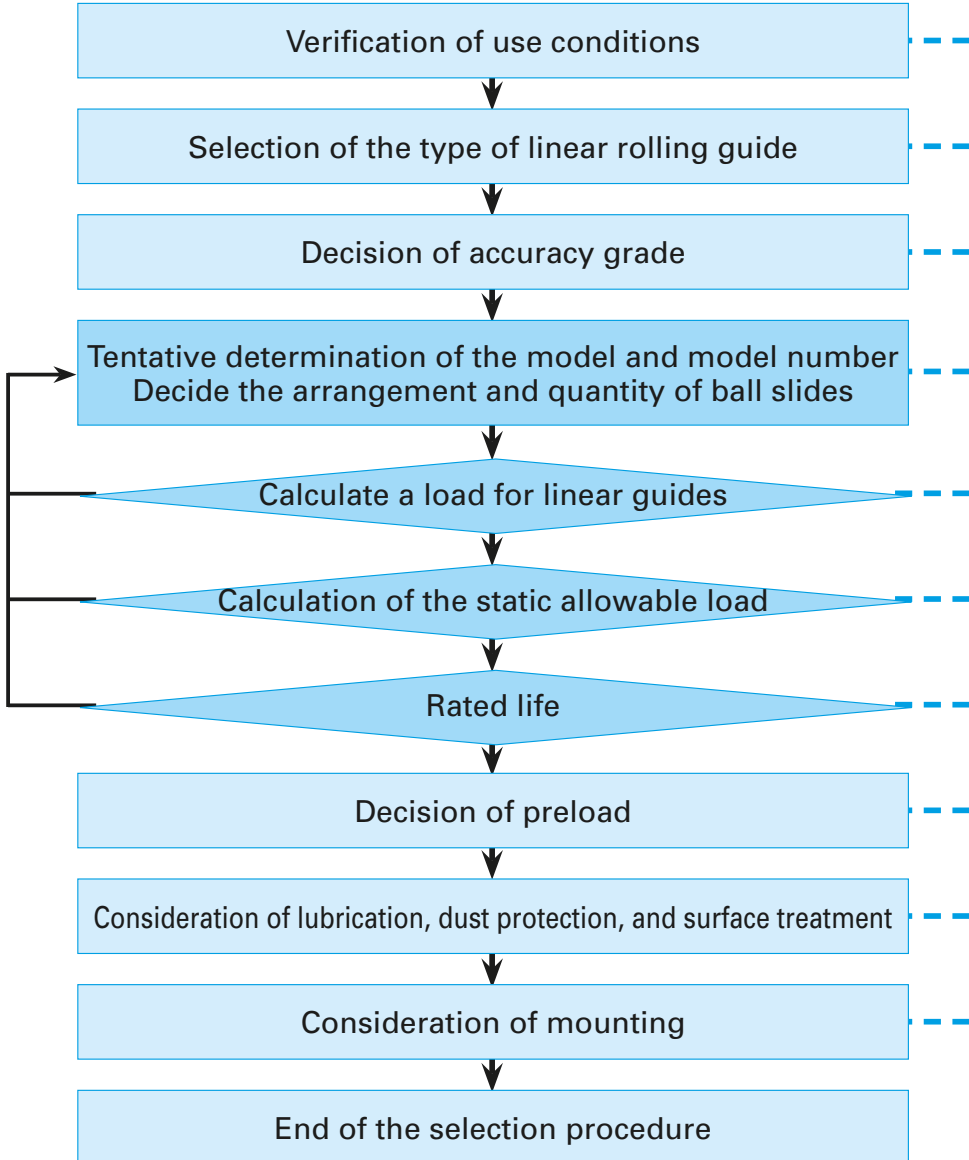 Verification of use conditions
Selection of the type of linear rolling guide
Decision of accuracy grade
Tentative determination of the model and model number
Decide the arrangement and quantity of ball slides
Calculate a load for linear guides
Calculation of the static allowable load
Rated life
Decision of preload
Consideration of lubrication, dust protection, and surface treatment
Consideration of mounting
End of the selection procedure